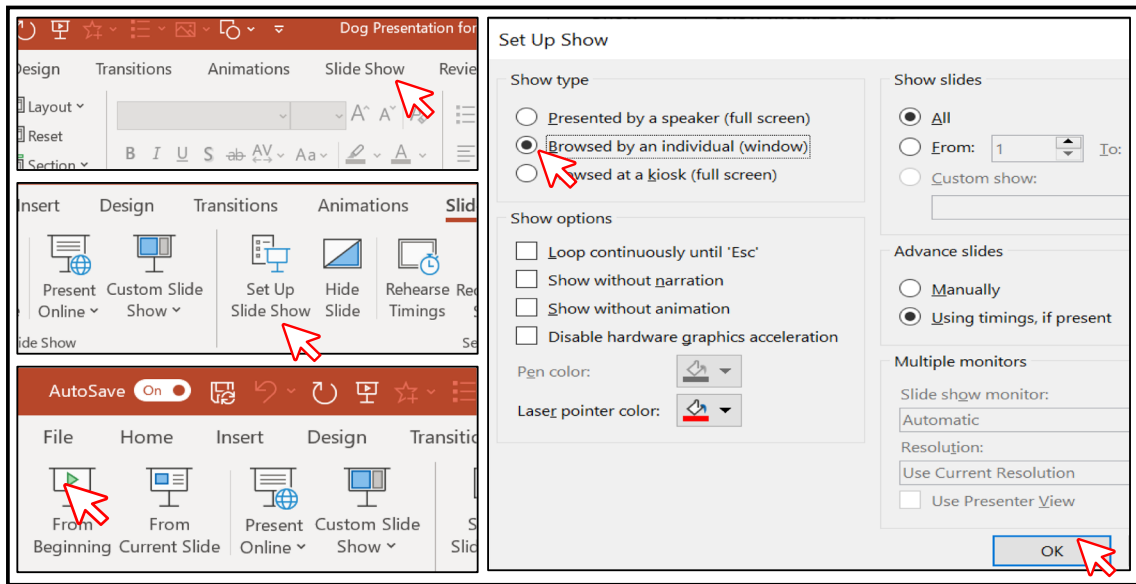 Dog Presentation for
Design Transitions Animations Slide Show Revie
Layout
Reset
Section
B I U S ab AV Aa A
Insert Design Transitions Animations Slid
Present Online
Custom Slide Show
Set Up Slide Show
Hide Slide
Rehearse Timings
ide Show
AutoSave On
File Home Insert Design Transitio
From Beginning
From Current Slide
Present Online
Custom Slide Show
Slid
Set Up Show
Show type
Presented by a speaker (full screen)
Browsed by an individual (window)
Browsed at a kiosk (full screen)
Show options
Loop continuously until 'Esc'
Show without narration
Show without animation
Disable hardware graphics acceleration
Pen color:
Laser pointer color:
Show slides
All
From: 1 To:
Custom show:
Advance slides
Manually
Using timings, if present
Multiple monitors
Slide show monitor:
Automatic
Resolution:
Use Current Resolution
Use Presenter View
OK